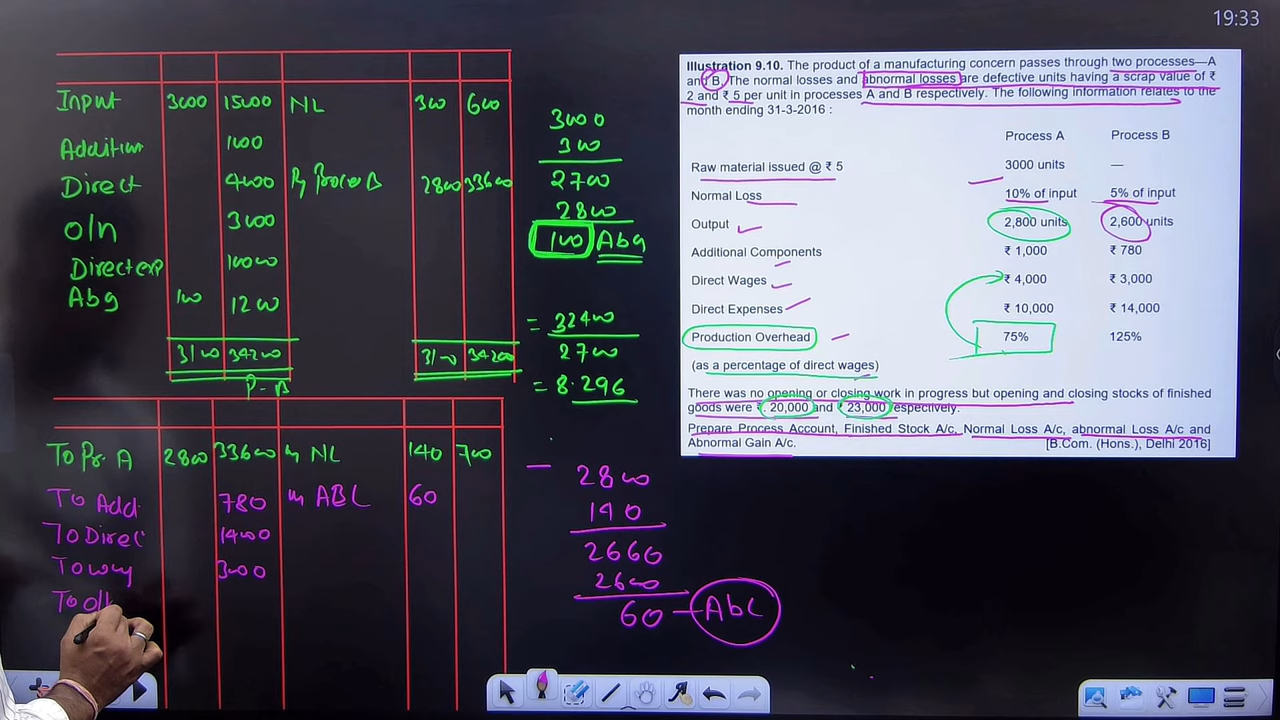 19:33
Input 3000 15000 NL 300 600
Addition 1000
Direct 4000 By Proces B 2800 33600
o/n 3000
Direct exp 10000
Abg 100 1200
3100 34200 3100 34200
3000
300
2700
2800
100 Abg
= 32400
2700
= 8.296
P - B
To Pr. A 2800 33600 By NL 140 700
To Add 780 By ABL 60
To Direc 1400
To wag 3000
To o/h
2800
140
2660
2600
60 Abl
Illustration 9.10. The product of a manufacturing concern passes through two processes—A
and B. The normal losses and abnormal losses are defective units having a scrap value of ₹
2 and ₹ 5 per unit in processes A and B respectively. The following information relates to the
month ending 31-3-2016 :
Process A Process B
Raw material issued @ ₹ 5 3000 units —
Normal Loss 10% of input 5% of input
Output 2,800 units 2,600 units
Additional Components ₹ 1,000 ₹ 780
Direct Wages ₹ 4,000 ₹ 3,000
Direct Expenses ₹ 10,000 ₹ 14,000
Production Overhead 75% 125%
(as a percentage of direct wages)
There was no opening or closing work in progress but opening and closing stocks of finished
goods were ₹. 20,000 and ₹ 23,000 respectively.
Prepare Process Account, Finished Stock A/c, Normal Loss A/c, abnormal Loss A/c and
Abnormal Gain A/c. [B.Com. (Hons.), Delhi 2016]